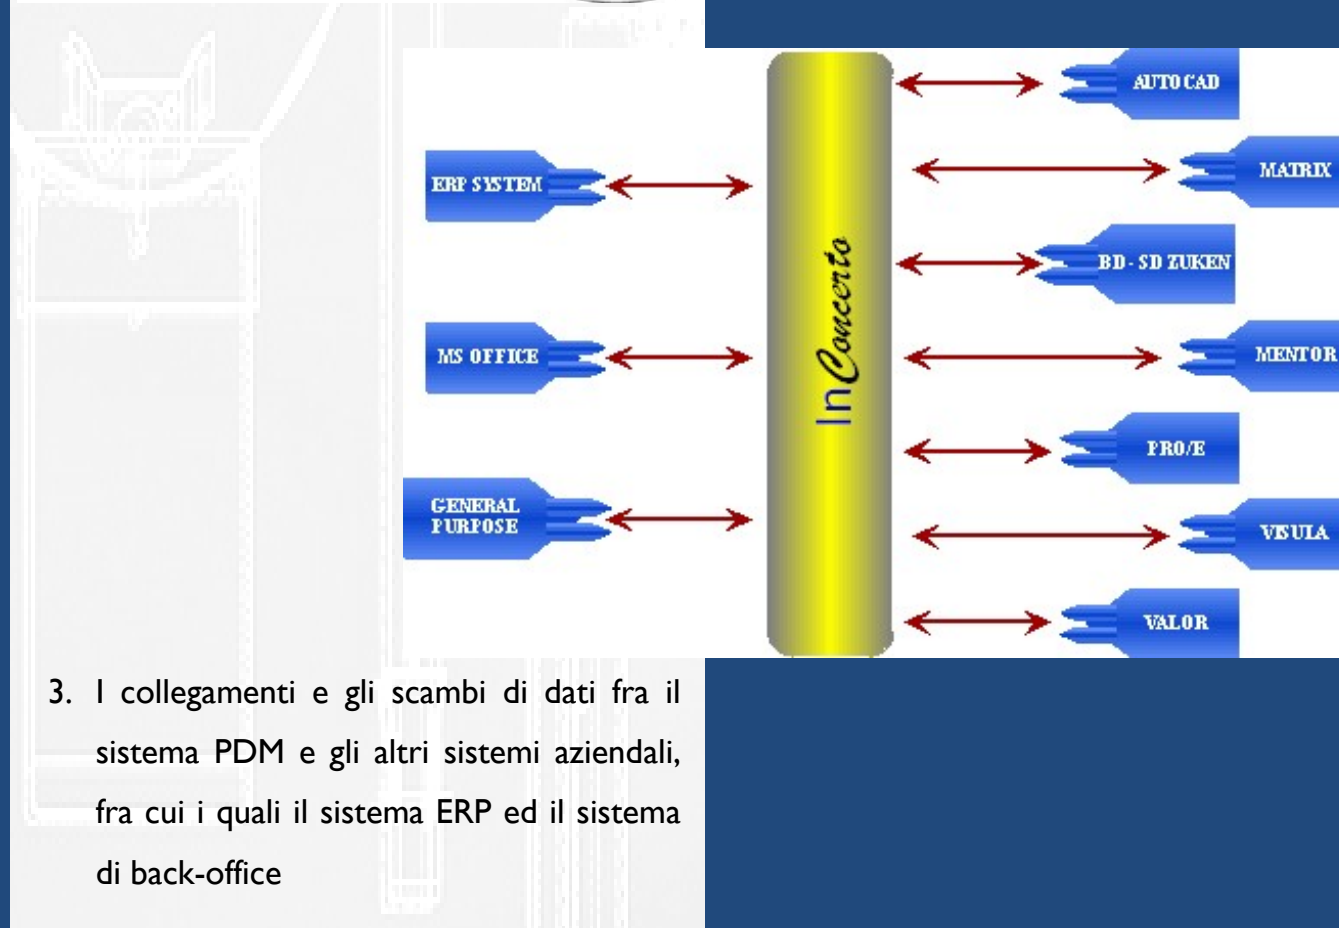 AUTOCAD
ERP SYSTEM
MATRIX
BD - SD ZUKEN
InConcerto
MS OFFICE
MENTOR
PRO/E
GENERAL
PURPOSE
VISULA
VALOR
3. I collegamenti e gli scambi di dati fra il
sistema PDM e gli altri sistemi aziendali,
fra cui i quali il sistema ERP ed il sistema
di back-office